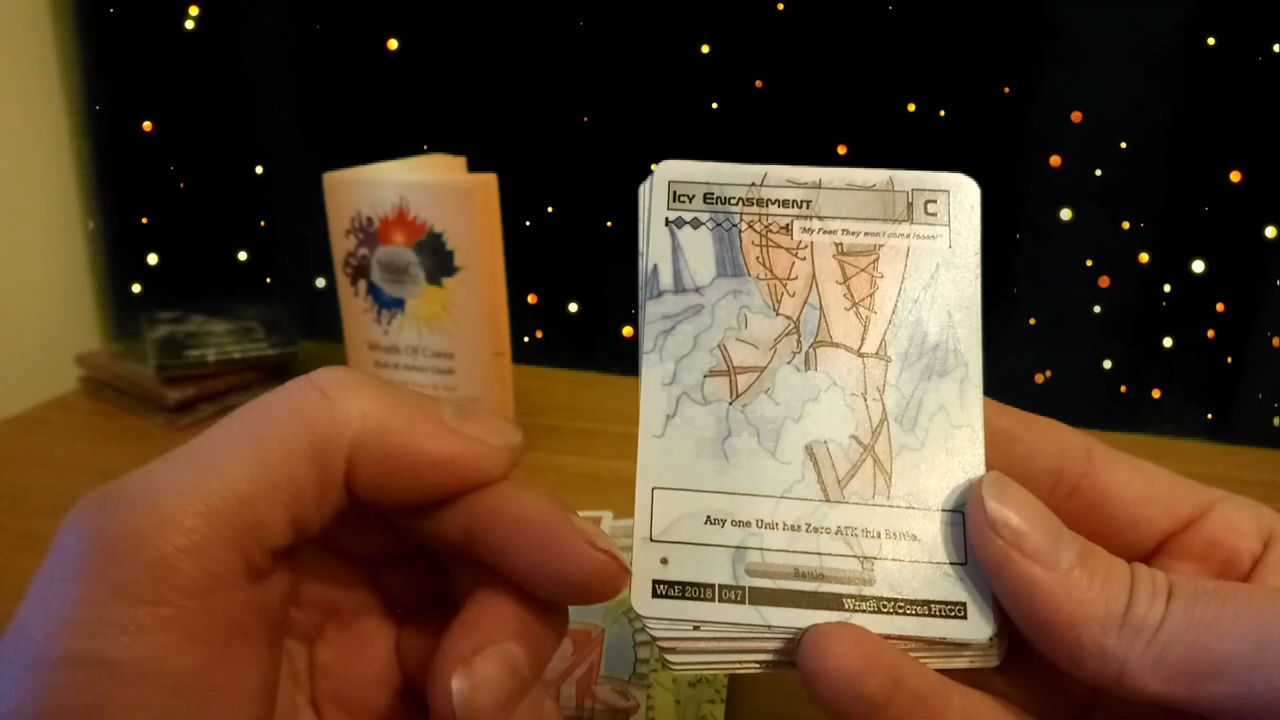 Icy Encasement
C
"My Feet! They won't come loose!"
Any one Unit has Zero ATK this Battle.
Battle
WaE 2018
047
Wrath Of Cores HTCG
WoC
Wrath Of Cores